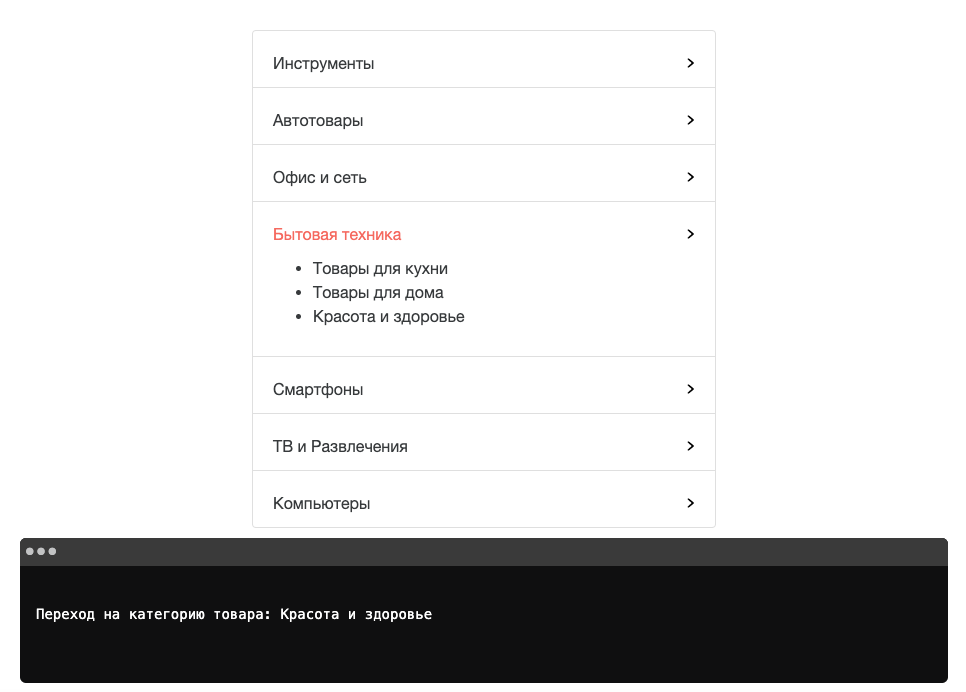 Инструменты
Автотовары
Офис и сеть
Бытовая техника
Товары для кухни
Товары для дома
Красота и здоровье
Смартфоны
ТВ и Развлечения
Компьютеры
Переход на категорию товара: Красота и здоровье